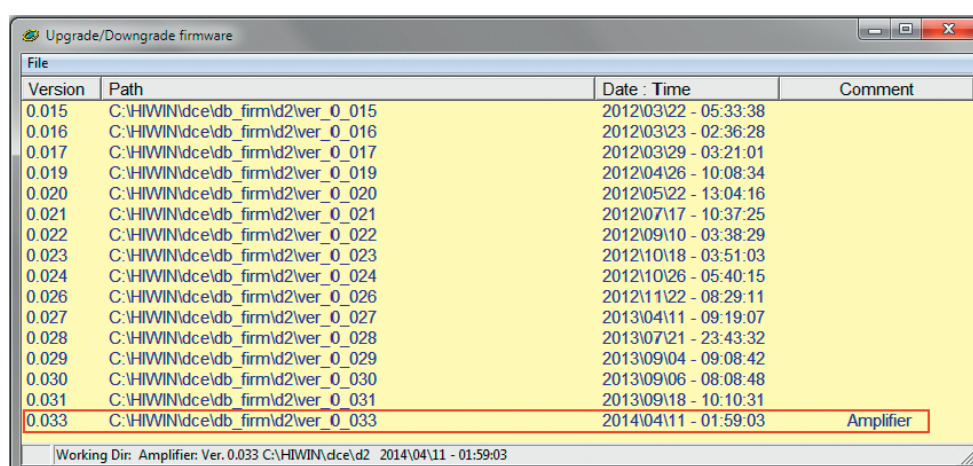 Upgrade/Downgrade firmware
File
Version Path Date : Time Comment
0.015 C:\HIWIN\dce\db_firm\d2\ver_0_015 2012\03\22 - 05:33:38
0.016 C:\HIWIN\dce\db_firm\d2\ver_0_016 2012\03\23 - 02:36:28
0.017 C:\HIWIN\dce\db_firm\d2\ver_0_017 2012\03\29 - 03:21:01
0.019 C:\HIWIN\dce\db_firm\d2\ver_0_019 2012\04\26 - 10:08:34
0.020 C:\HIWIN\dce\db_firm\d2\ver_0_020 2012\05\22 - 13:04:16
0.021 C:\HIWIN\dce\db_firm\d2\ver_0_021 2012\07\17 - 10:37:25
0.022 C:\HIWIN\dce\db_firm\d2\ver_0_022 2012\09\10 - 03:38:29
0.023 C:\HIWIN\dce\db_firm\d2\ver_0_023 2012\10\18 - 03:51:03
0.024 C:\HIWIN\dce\db_firm\d2\ver_0_024 2012\10\26 - 05:40:15
0.026 C:\HIWIN\dce\db_firm\d2\ver_0_026 2012\11\22 - 08:29:11
0.027 C:\HIWIN\dce\db_firm\d2\ver_0_027 2013\04\11 - 09:19:07
0.028 C:\HIWIN\dce\db_firm\d2\ver_0_028 2013\07\21 - 23:43:32
0.029 C:\HIWIN\dce\db_firm\d2\ver_0_029 2013\09\04 - 09:08:42
0.030 C:\HIWIN\dce\db_firm\d2\ver_0_030 2013\09\06 - 08:08:48
0.031 C:\HIWIN\dce\db_firm\d2\ver_0_031 2013\09\18 - 10:10:31
0.033 C:\HIWIN\dce\db_firm\d2\ver_0_033 2014\04\11 - 01:59:03 Amplifier
Working Dir: Amplifier: Ver. 0.033 C:\HIWIN\dce\d2 2014\04\11 - 01:59:03